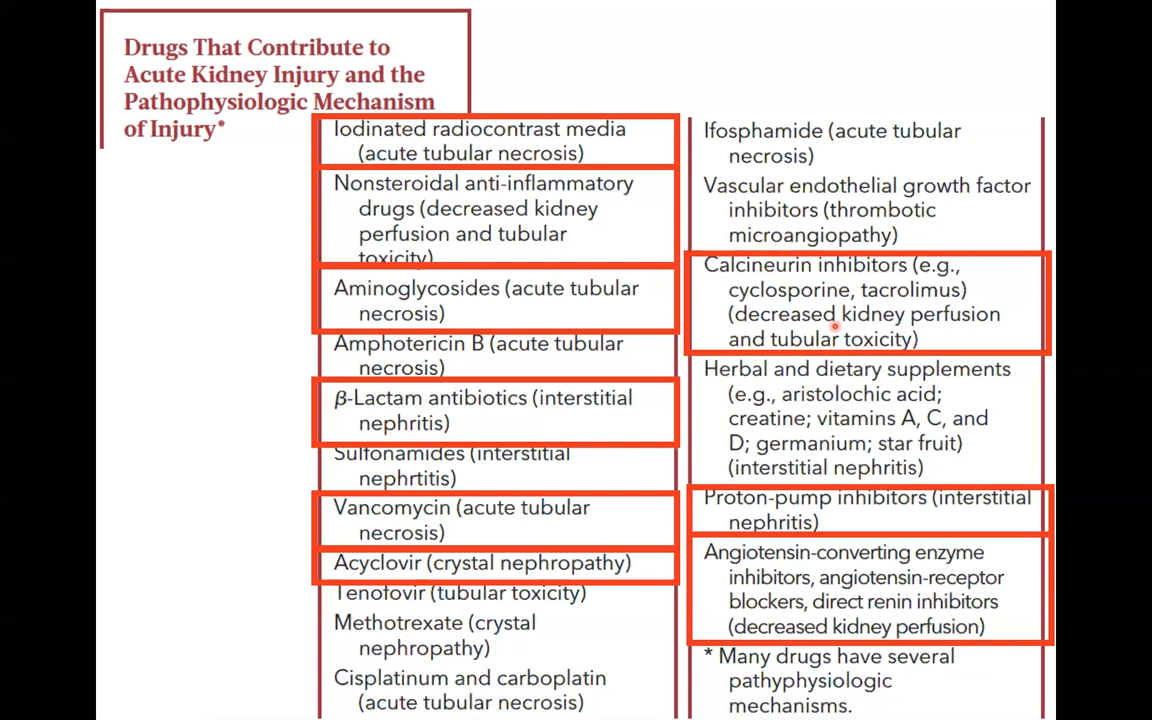 Drugs That Contribute to
Acute Kidney Injury and the
Pathophysiologic Mechanism
of Injury*
Iodinated radiocontrast media
(acute tubular necrosis)
Nonsteroidal anti-inflammatory
drugs (decreased kidney
perfusion and tubular
toxicity)
Aminoglycosides (acute tubular
necrosis)
Amphotericin B (acute tubular
necrosis)
β-Lactam antibiotics (interstitial
nephritis)
Sulfonamides (interstitial
nephrtitis)
Vancomycin (acute tubular
necrosis)
Acyclovir (crystal nephropathy)
Tenofovir (tubular toxicity)
Methotrexate (crystal
nephropathy)
Cisplatinum and carboplatin
(acute tubular necrosis)
Ifosphamide (acute tubular
necrosis)
Vascular endothelial growth factor
inhibitors (thrombotic
microangiopathy)
Calcineurin inhibitors (e.g.,
cyclosporine, tacrolimus)
(decreased kidney perfusion
and tubular toxicity)
Herbal and dietary supplements
(e.g., aristolochic acid;
creatine; vitamins A, C, and
D; germanium; star fruit)
(interstitial nephritis)
Proton-pump inhibitors (interstitial
nephritis)
Angiotensin-converting enzyme
inhibitors, angiotensin-receptor
blockers, direct renin inhibitors
(decreased kidney perfusion)
* Many drugs have several
pathyphysiologic
mechanisms.